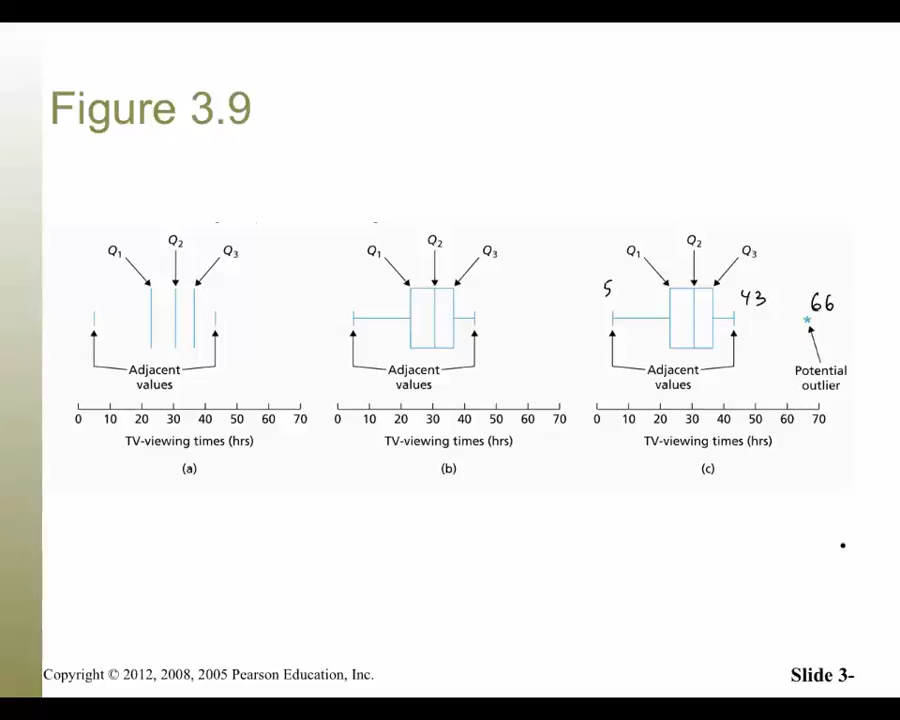 Figure 3.9
Q1 Q2 Q3
Adjacent
values
0 10 20 30 40 50 60 70
TV-viewing times (hrs)
(a)
Q1 Q2 Q3
Adjacent
values
0 10 20 30 40 50 60 70
TV-viewing times (hrs)
(b)
Q1 Q2 Q3
5 43 66
Adjacent
values
Potential
outlier
0 10 20 30 40 50 60 70
TV-viewing times (hrs)
(c)
Copyright © 2012, 2008, 2005 Pearson Education, Inc.
Slide 3-